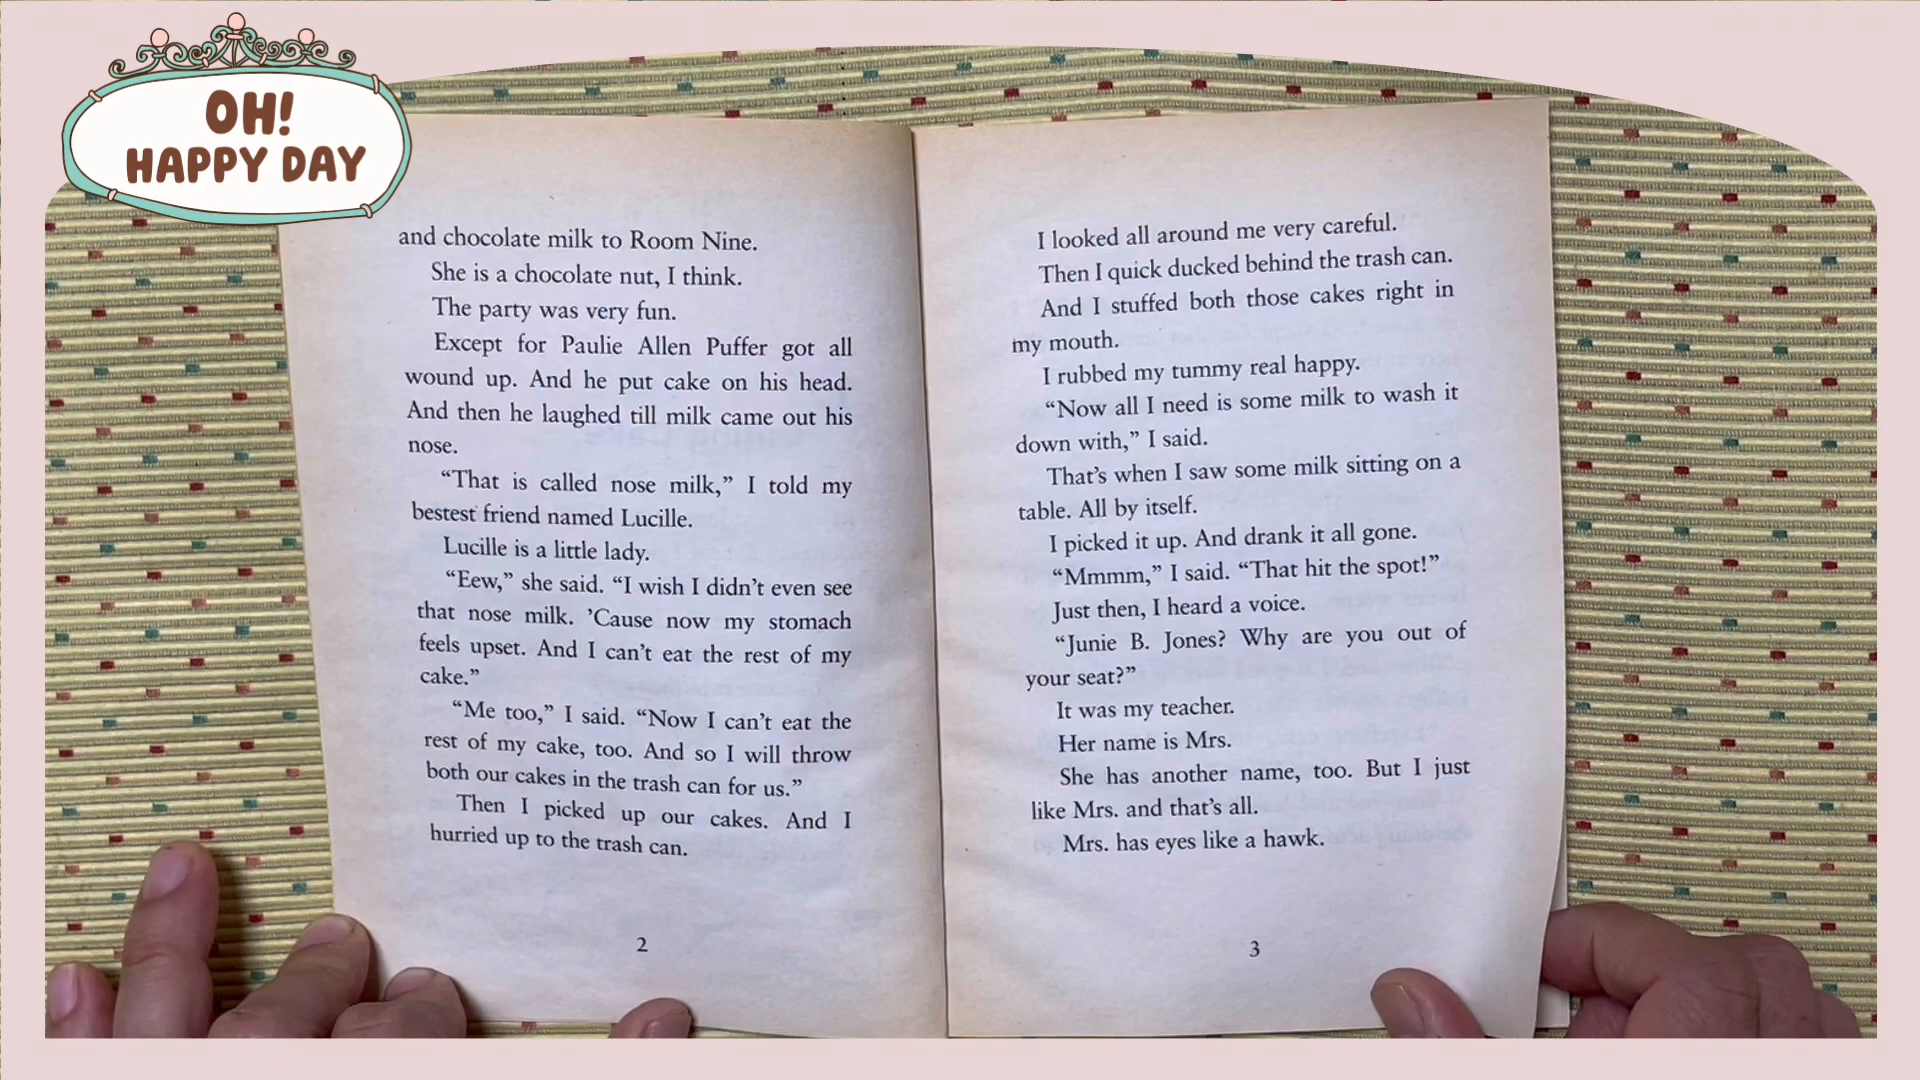 OH!
HAPPY DAY
and chocolate milk to Room Nine.
She is a chocolate nut, I think.
The party was very fun.
Except for Paulie Allen Puffer got all
wound up. And he put cake on his head.
And then he laughed till milk came out his
nose.
“That is called nose milk,” I told my
bestest friend named Lucille.
Lucille is a little lady.
“Eew,” she said. “I wish I didn’t even see
that nose milk. ’Cause now my stomach
feels upset. And I can’t eat the rest of my
cake.”
“Me too,” I said. “Now I can’t eat the
rest of my cake, too. And so I will throw
both our cakes in the trash can for us.”
Then I picked up our cakes. And I
hurried up to the trash can.
2
I looked all around me very careful.
Then I quick ducked behind the trash can.
And I stuffed both those cakes right in
my mouth.
I rubbed my tummy real happy.
“Now all I need is some milk to wash it
down with,” I said.
That’s when I saw some milk sitting on a
table. All by itself.
I picked it up. And drank it all gone.
“Mmmm,” I said. “That hit the spot!”
Just then, I heard a voice.
“Junie B. Jones? Why are you out of
your seat?”
It was my teacher.
Her name is Mrs.
She has another name, too. But I just
like Mrs. and that’s all.
Mrs. has eyes like a hawk.
3